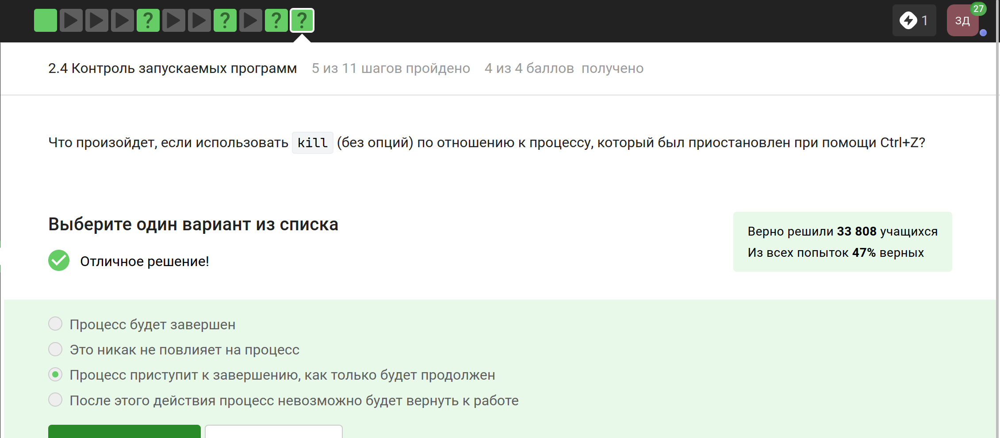 ? ? ? ? 1 ЗД 27
2.4 Контроль запускаемых программ 5 из 11 шагов пройдено 4 из 4 баллов получено
Что произойдет, если использовать kill (без опций) по отношению к процессу, который был приостановлен при помощи Ctrl+Z?
Выберите один вариант из списка
Отличное решение!
Верно решили 33 808 учащихся
Из всех попыток 47% верных
Процесс будет завершен
Это никак не повлияет на процесс
Процесс приступит к завершению, как только будет продолжен
После этого действия процесс невозможно будет вернуть к работе